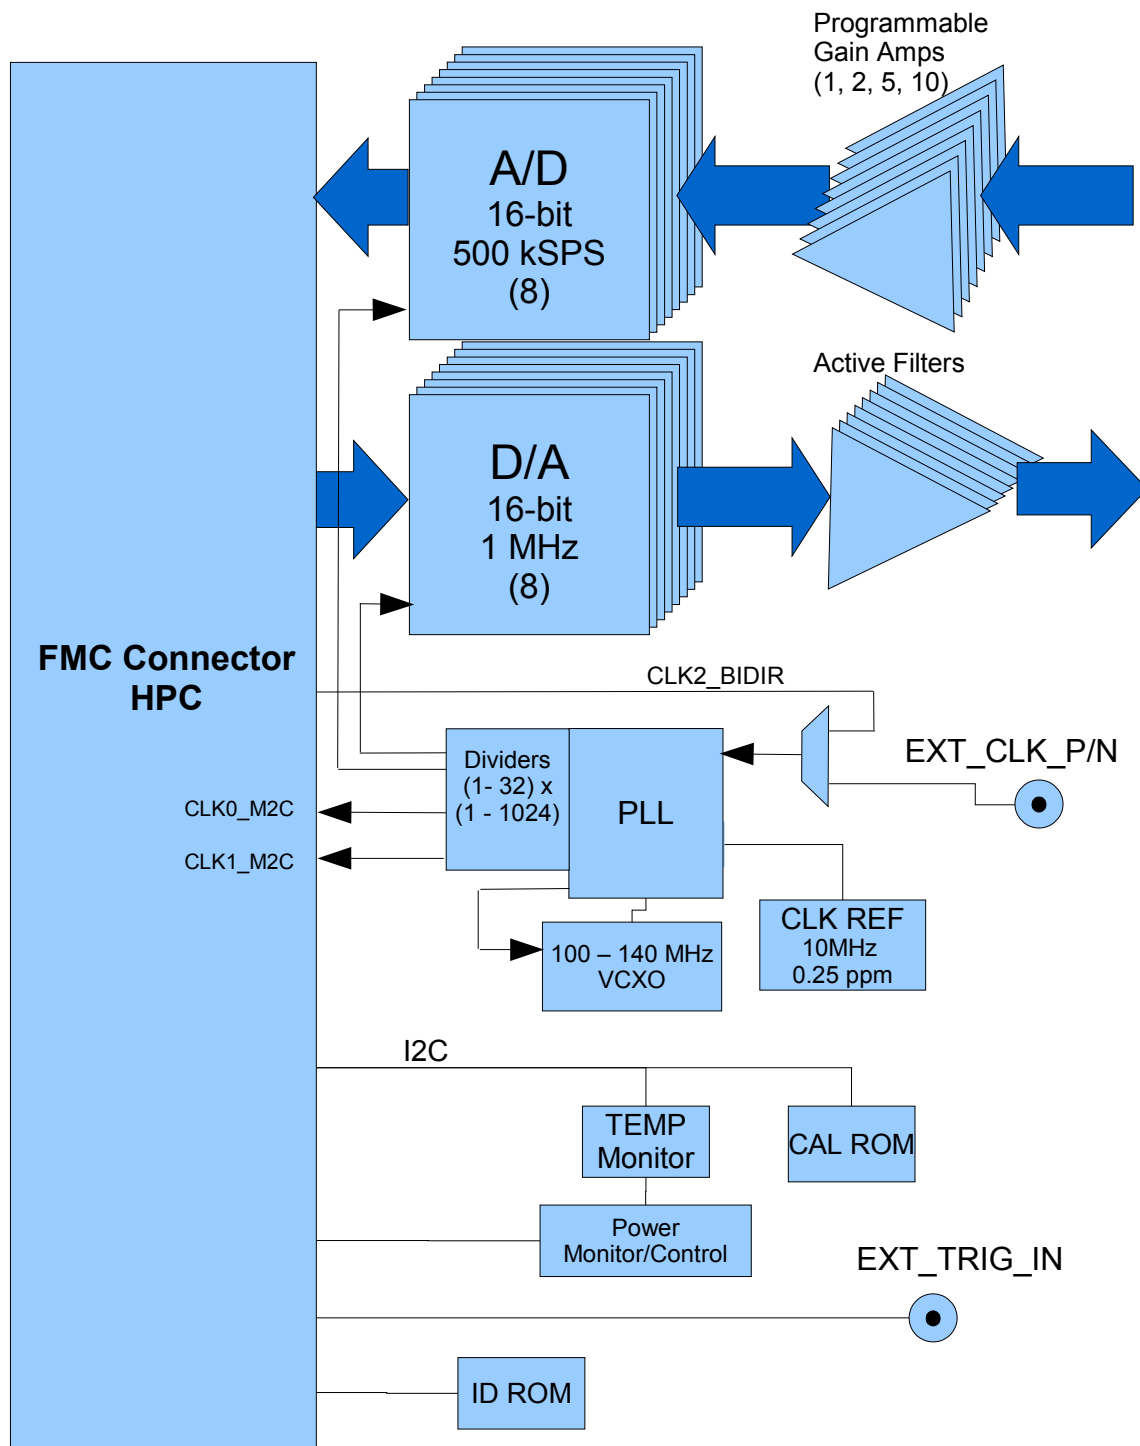 Programmable
Gain Amps
(1, 2, 5, 10)
A/D
16-bit
500 kSPS
(8)
Active Filters
D/A
16-bit
1 MHz
(8)
FMC Connector
HPC
CLK2_BIDIR
EXT_CLK_P/N
Dividers
(1- 32) x
(1 - 1024)
PLL
CLK0_M2C
CLK1_M2C
CLK REF
10MHz
0.25 ppm
100 – 140 MHz
VCXO
I2C
TEMP
Monitor
CAL ROM
Power
Monitor/Control
EXT_TRIG_IN
ID ROM